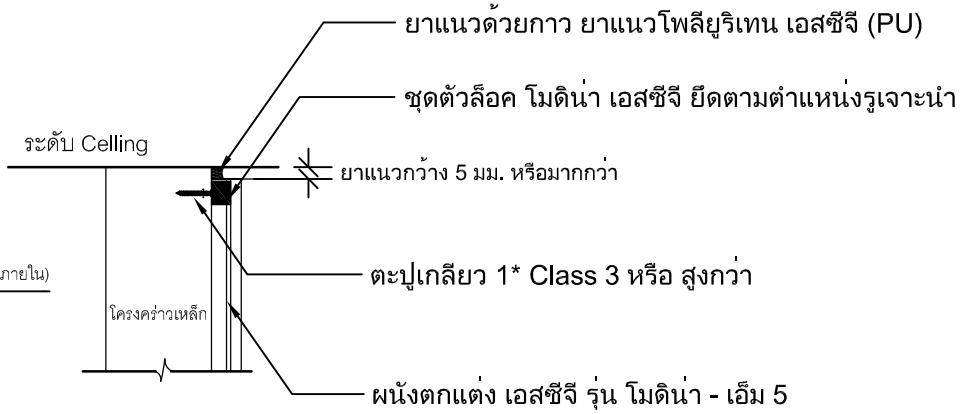 ยาแนวด้วยกาว ยาแนวโพลียูริเทน เอสซีจี (PU)
ชุดตัวล็อค โมดิน่า เอสซีจี ยึดตามตำแหน่งรูเจาะนำ
ระดับ Celling
ยาแนวกว้าง 5 มม. หรือมากกว่า
ภายใน)
ตะปูเกลียว 1* Class 3 หรือ สูงกว่า
โครงคร่าวเหล็ก
ผนังตกแต่ง เอสซีจี รุ่น โมดิน่า - เอ็ม 5